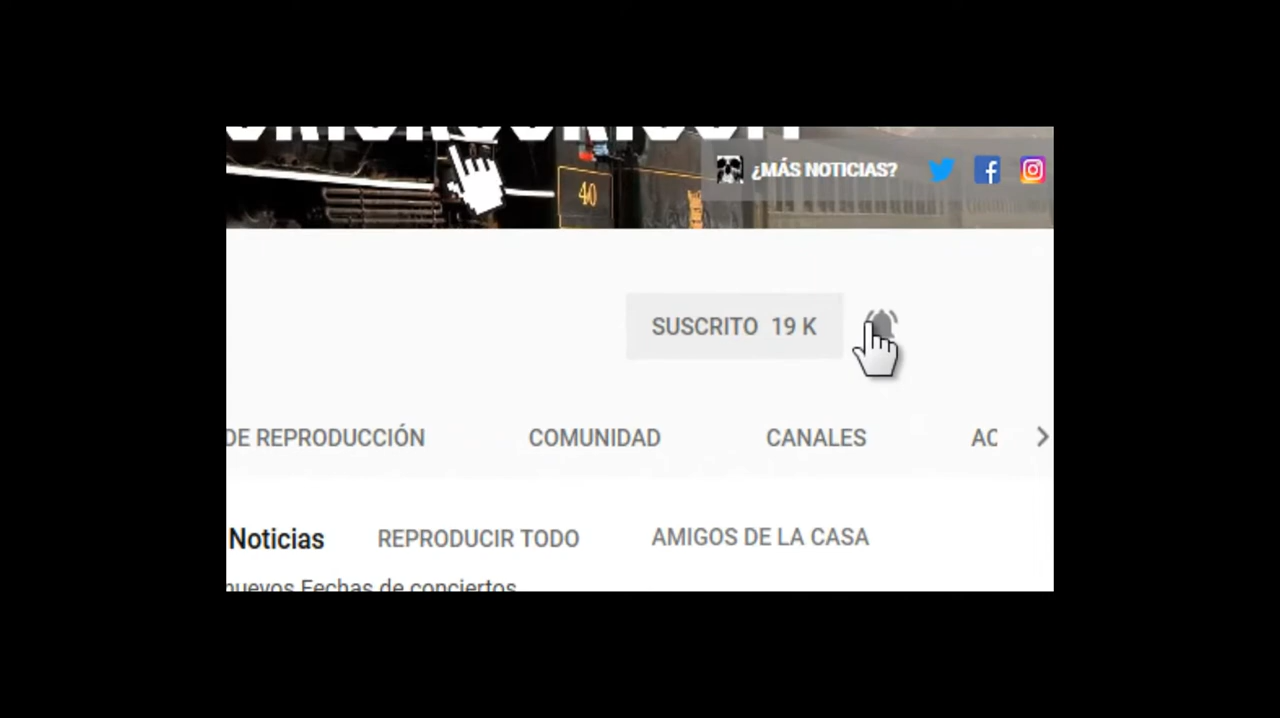 40
¿MÁS NOTICIAS?
SUSCRITO 19 K
DE REPRODUCCIÓN COMUNIDAD CANALES AC
Noticias REPRODUCIR TODO AMIGOS DE LA CASA
nuevos Fechas de conciertos